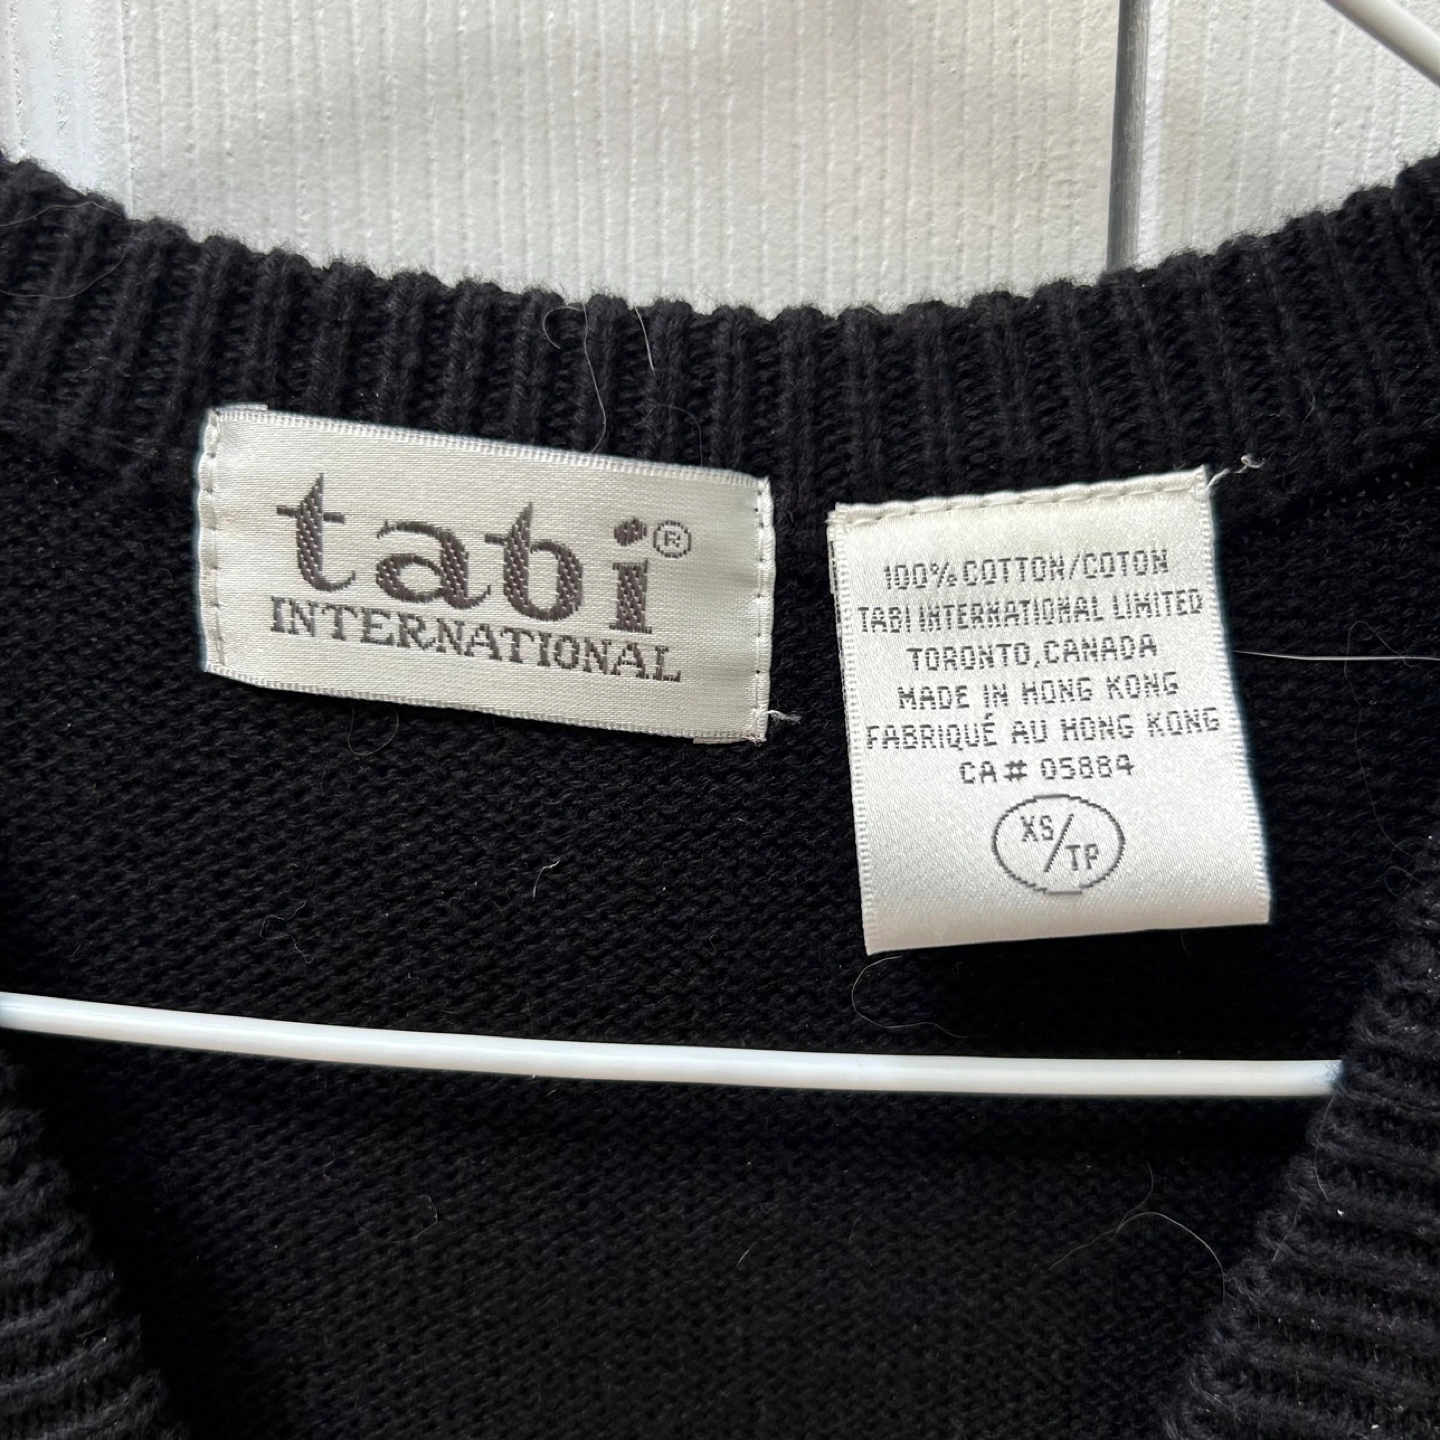 tabi®
INTERNATIONAL
100% COTTON/COTON
TABI INTERNATIONAL LIMITED
TORONTO, CANADA
MADE IN HONG KONG
FABRIQUÉ AU HONG KONG
CA# 05884
XS/TP